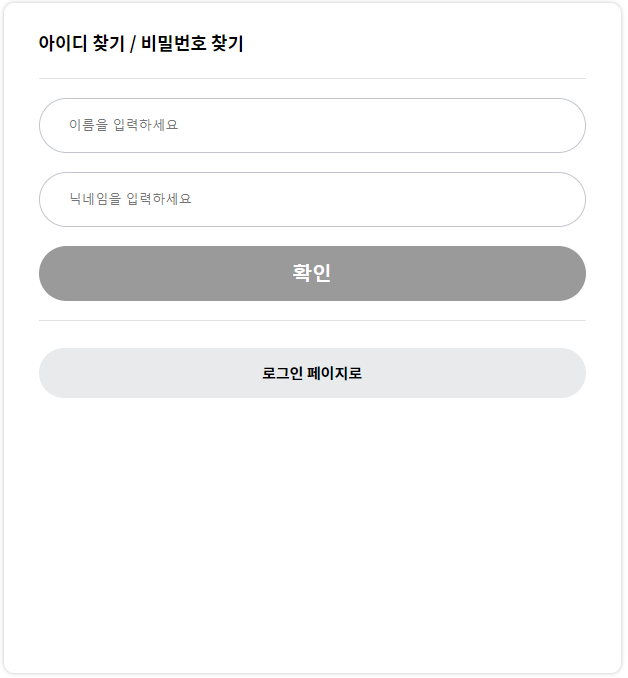 아이디 찾기 / 비밀번호 찾기
이름을 입력하세요
닉네임을 입력하세요
확인
로그인 페이지로